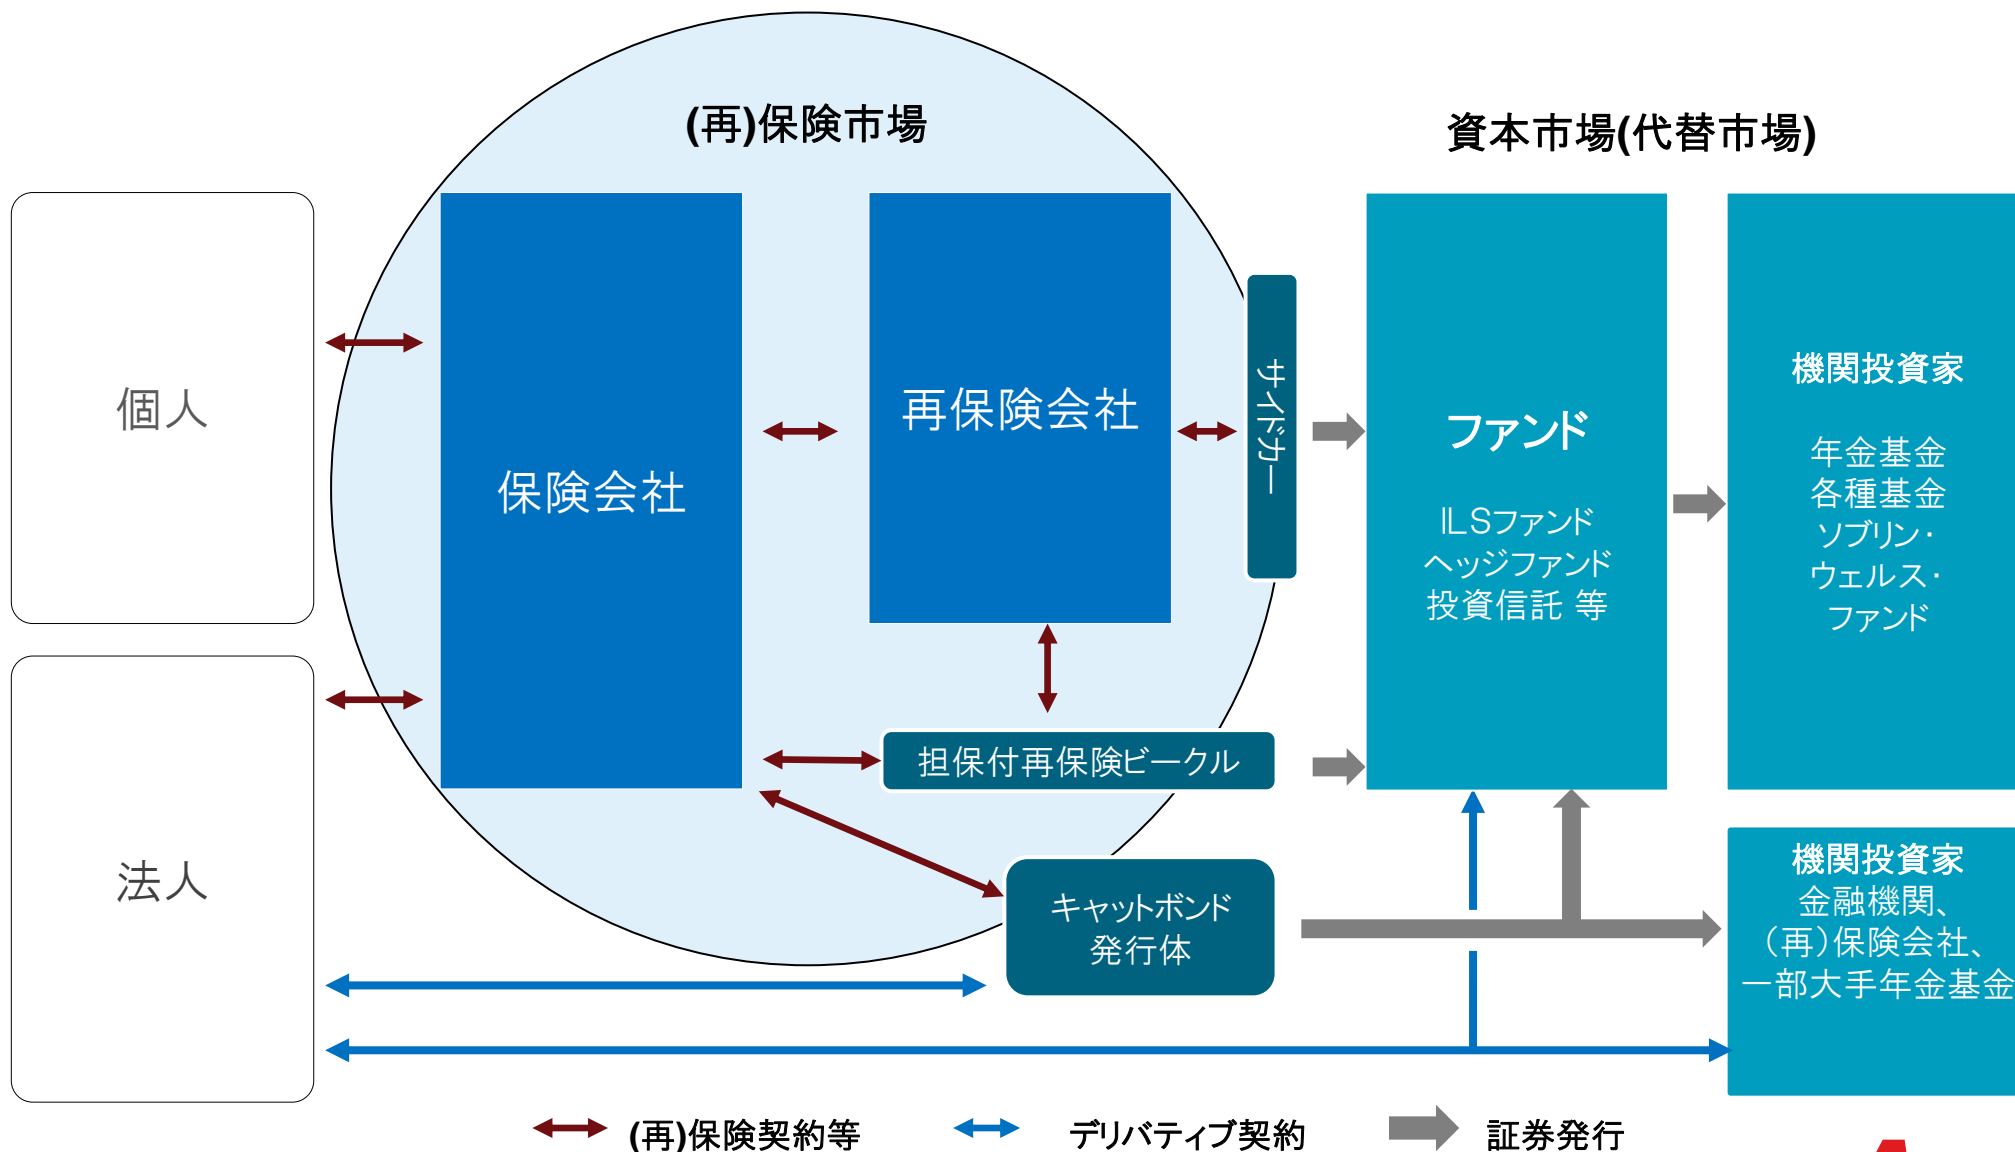 (再)保険市場
資本市場(代替市場)
個人
法人
保険会社
再保険会社
サイドカー
担保付再保険ビークル
キャットボンド
発行体
ファンド
ILSファンド
ヘッジファンド
投資信託 等
機関投資家
年金基金
各種基金
ソブリン・
ウェルス・
ファンド
機関投資家
金融機関、
（再）保険会社、
一部大手年金基金
(再)保険契約等
デリバティブ契約
証券発行